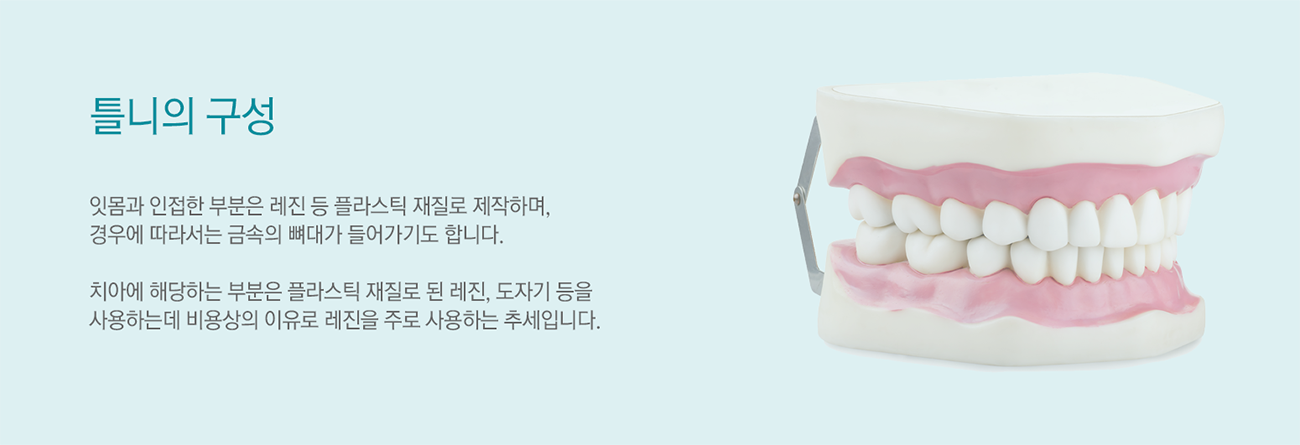 틀니의 구성
잇몸과 인접한 부분은 레진 등 플라스틱 재질로 제작하며,
경우에 따라서는 금속의 뼈대가 들어가기도 합니다.
치아에 해당하는 부분은 플라스틱 재질로 된 레진, 도자기 등을
사용하는데 비용상의 이유로 레진을 주로 사용하는 추세입니다.